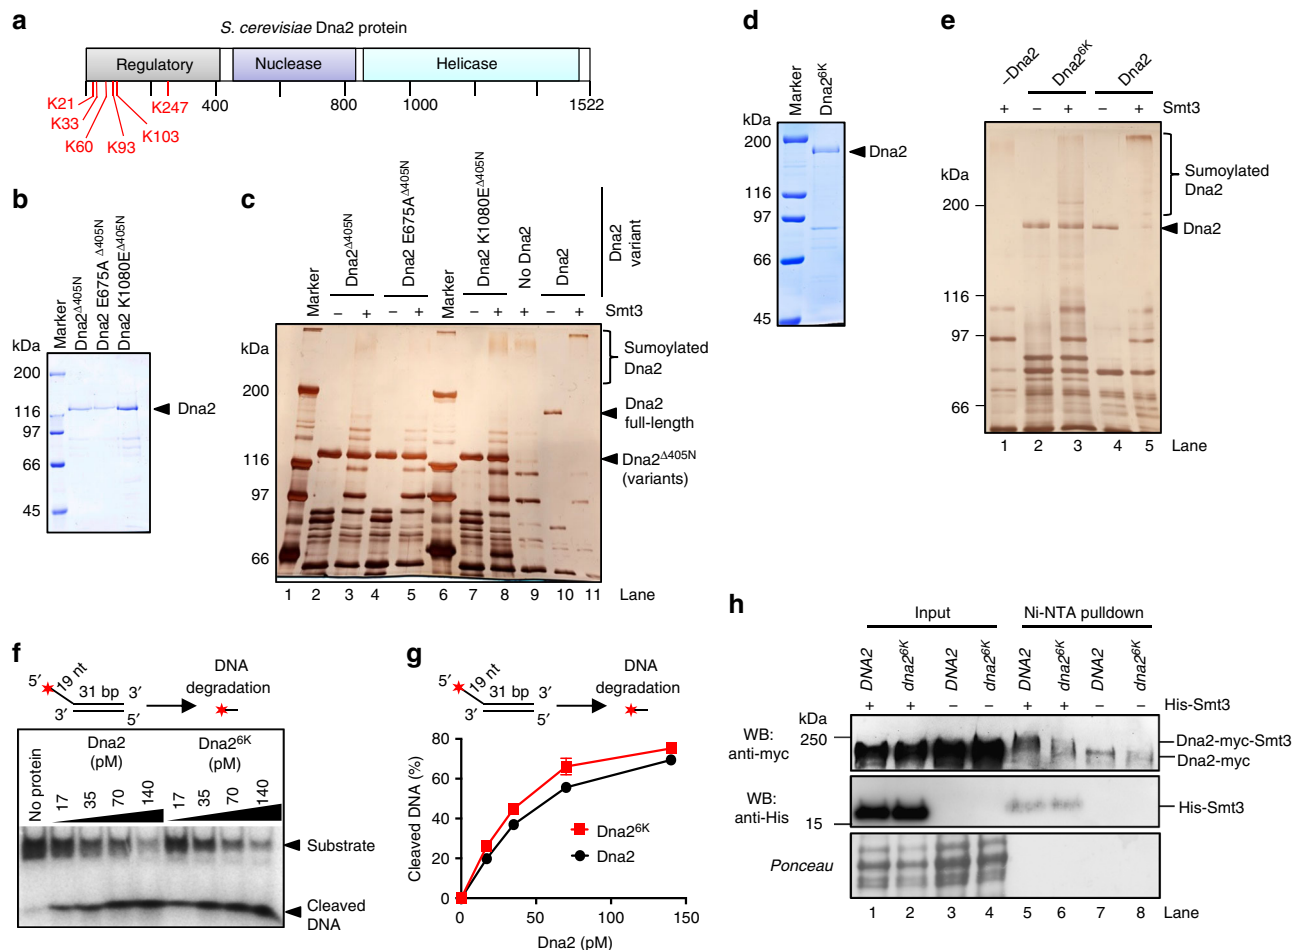 a
S. cerevisiae Dna2 protein
Regulatory
Nuclease
Helicase
K21
K33
K60
K93
K103
K247
400
800
1000
1522
b
Marker
Dna2Δ405N
Dna2 E675AΔ405N
Dna2 K1080EΔ405N
kDa
200
116
97
66
45
Dna2
c
Marker
Dna2Δ405N
Dna2 E675AΔ405N
Marker
Dna2 K1080EΔ405N
No Dna2
Dna2
Dna2 variant
– + – + – + + – + Smt3
kDa
200
116
97
66
Sumoylated
Dna2
Dna2
full-length
Dna2Δ405N
(variants)
1 2 3 4 5 6 7 8 9 10 11 Lane
d
Marker
Dna26K
kDa
200
116
97
66
45
Dna2
e
–Dna2
Dna26K
Dna2
+ – + – + Smt3
kDa
200
116
97
66
Sumoylated
Dna2
Dna2
1 2 3 4 5 Lane
f
5′
19 nt
31 bp
3′
3′
5′
DNA
degradation
No protein
Dna2
(pM)
Dna26K
(pM)
17 35 70 140 17 35 70 140
Substrate
Cleaved
DNA
g
5′
19 nt
31 bp
3′
3′
5′
DNA
degradation
Cleaved DNA (%)
80
60
40
20
0
Dna26K
Dna2
0 50 100 150
Dna2 (pM)
h
Input
Ni-NTA pulldown
DNA2 dna26K DNA2 dna26K DNA2 dna26K DNA2 dna26K
+ + – – + + – – His-Smt3
kDa
WB:
anti-myc
250
Dna2-myc-Smt3
Dna2-myc
WB:
anti-His
15
His-Smt3
Ponceau
1 2 3 4 5 6 7 8 Lane